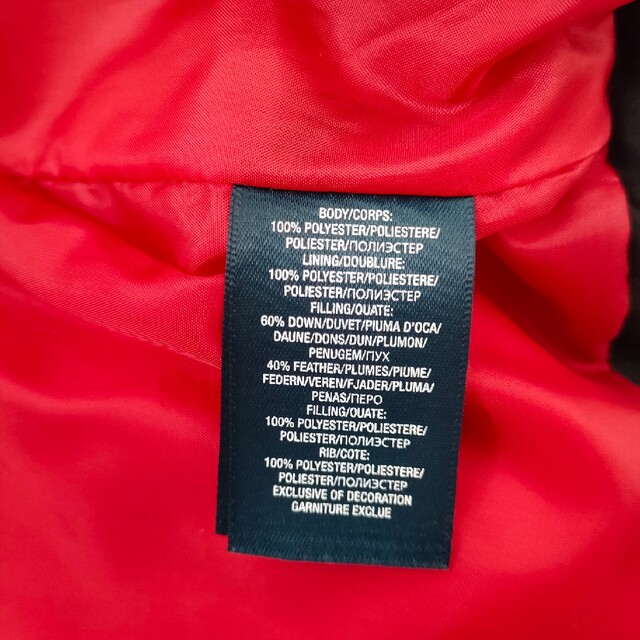 BODY/CORPS:
100% POLYESTER/POLIESTERE/
POLIESTER/ПОЛИЭСТЕР
LINING/DOUBLURE:
100% POLYESTER/POLIESTERE/
POLIESTER/ПОЛИЭСТЕР
FILLING/OUATE:
60% DOWN/DUVET/PIUMA D'OCA/
DAUNE/DONS/DUN/PLUMON/
PENUGEM/ПУХ
40% FEATHER/PLUMES/PIUME/
FEDERN/VEREN/FJADER/PLUMA/
PENAS/ПЕРО
FILLING/OUATE:
100% POLYESTER/POLIESTERE/
POLIESTER/ПОЛИЭСТЕР
RIB/COTE:
100% POLYESTER/POLIESTERE/
POLIESTER/ПОЛИЭСТЕР
EXCLUSIVE OF DECORATION
GARNITURE EXCLUE